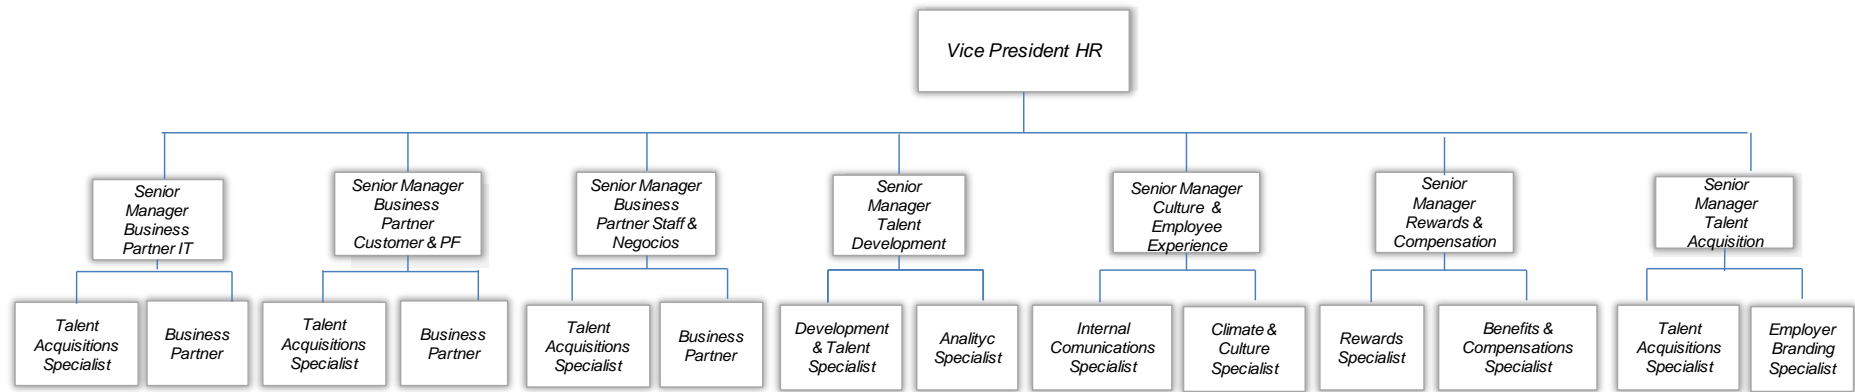 Vice President HR
Senior
Manager
Business
Partner IT
Senior Manager
Business
Partner
Customer & PF
Senior Manager
Business
Partner Staff &
Negocios
Senior
Manager
Talent
Development
Senior Manager
Culture &
Employee
Experience
Senior
Manager
Rewards &
Compensation
Senior
Manager
Talent
Acquisition
Talent
Acquisitions
Specialist
Business
Partner
Talent
Acquisitions
Specialist
Business
Partner
Talent
Acquisitions
Specialist
Business
Partner
Development
& Talent
Specialist
Analityc
Specialist
Internal
Comunications
Specialist
Climate &
Culture
Specialist
Rewards
Specialist
Benefits &
Compensations
Specialist
Talent
Acquisitions
Specialist
Employer
Branding
Specialist